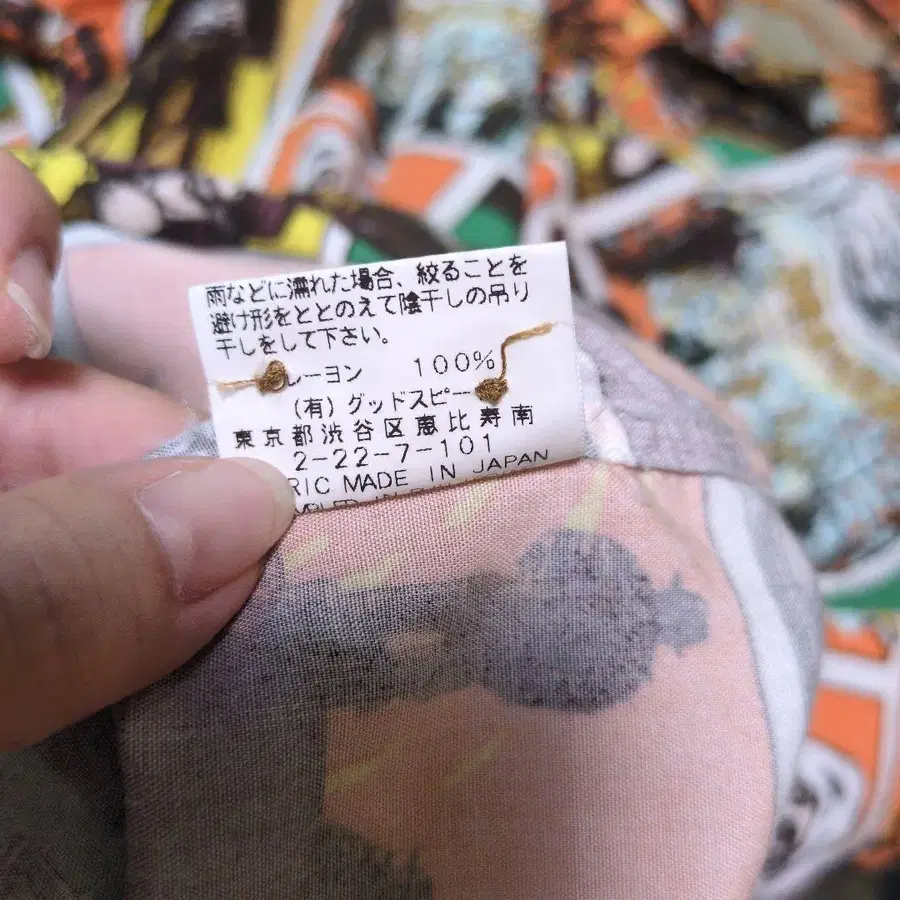 雨などに濡れた場合、絞ることを
避け形をととのえて陰干しの吊り
干しをして下さい。
レーヨン 100%
(有)グッドスピー
東京都渋谷区恵比寿南
2-22-7-101
RIC MADE IN JAPAN